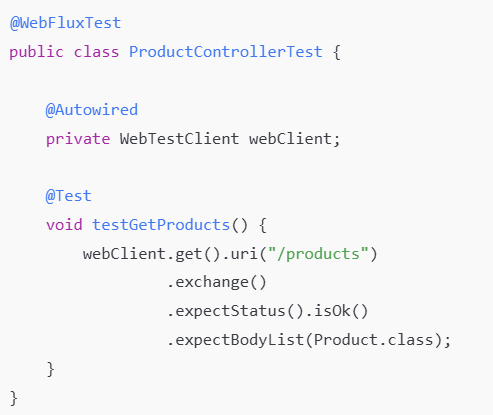 @WebFluxTest
public class ProductControllerTest {
@Autowired
private WebTestClient webClient;
@Test
void testGetProducts() {
webClient.get().uri("/products")
.exchange()
.expectStatus().isOk()
.expectBodyList(Product.class);
}
}